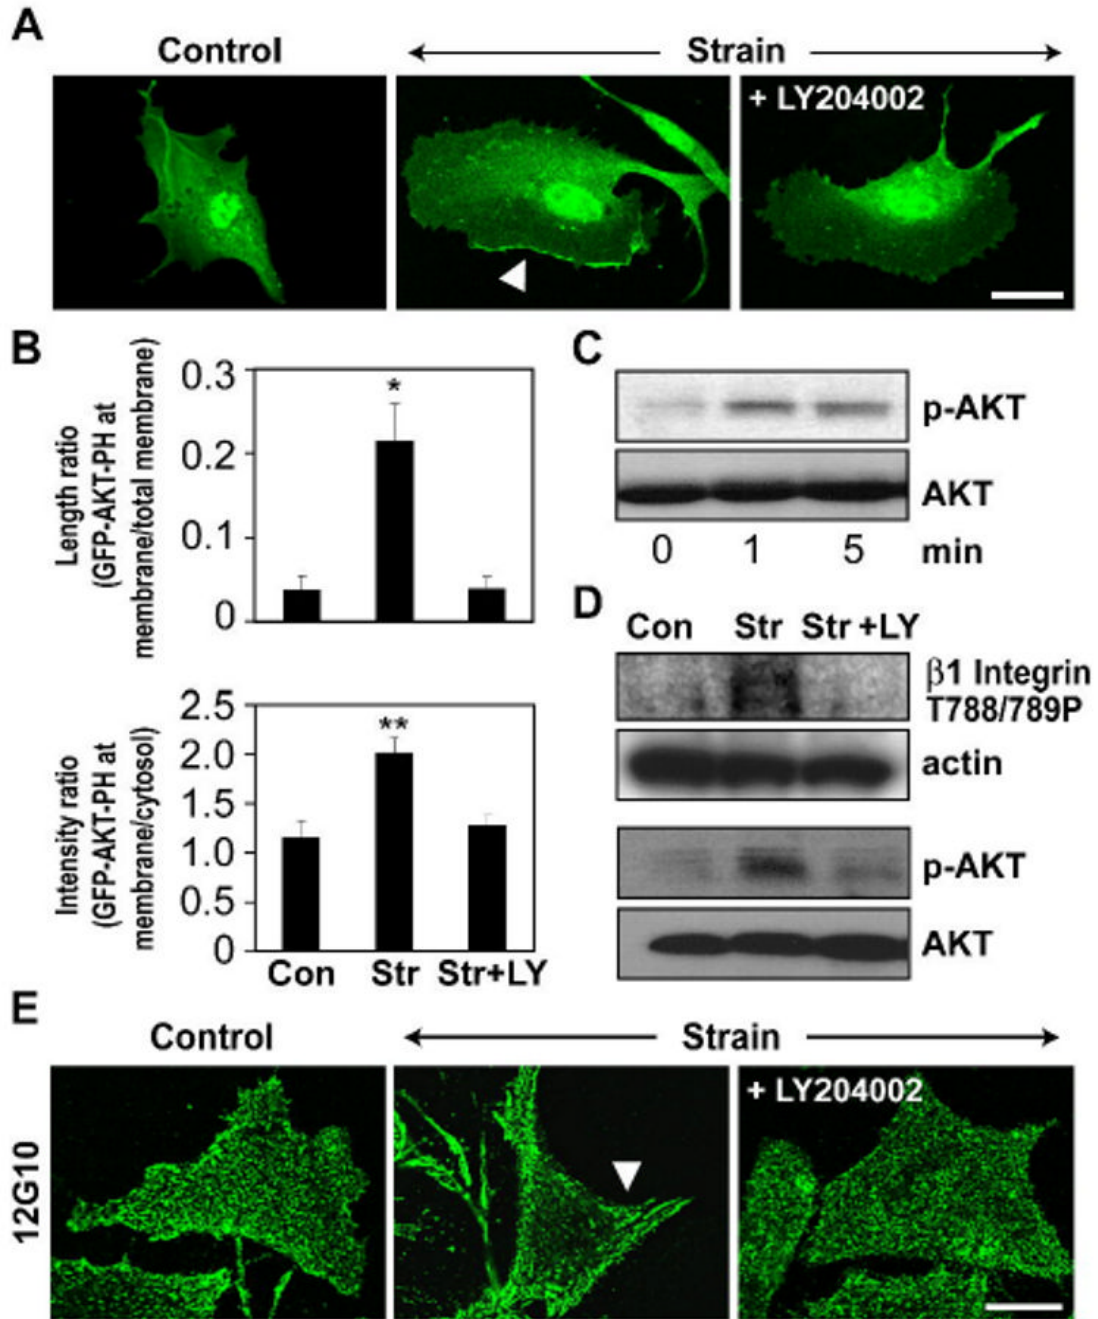 A
Control
Strain
+ LY204002
B
Length ratio
(GFP-AKT-PH at
membrane/total membrane)
0.3
0.2
0.1
0
*
Intensity ratio
(GFP-AKT-PH at
membrane/cytosol)
2.5
2.0
1.5
1.0
0.5
0
**
Con Str Str+LY
C
p-AKT
AKT
0 1 5 min
D
Con Str Str +LY
β1 Integrin
T788/789P
actin
p-AKT
AKT
E
Control
Strain
+ LY204002
12G10